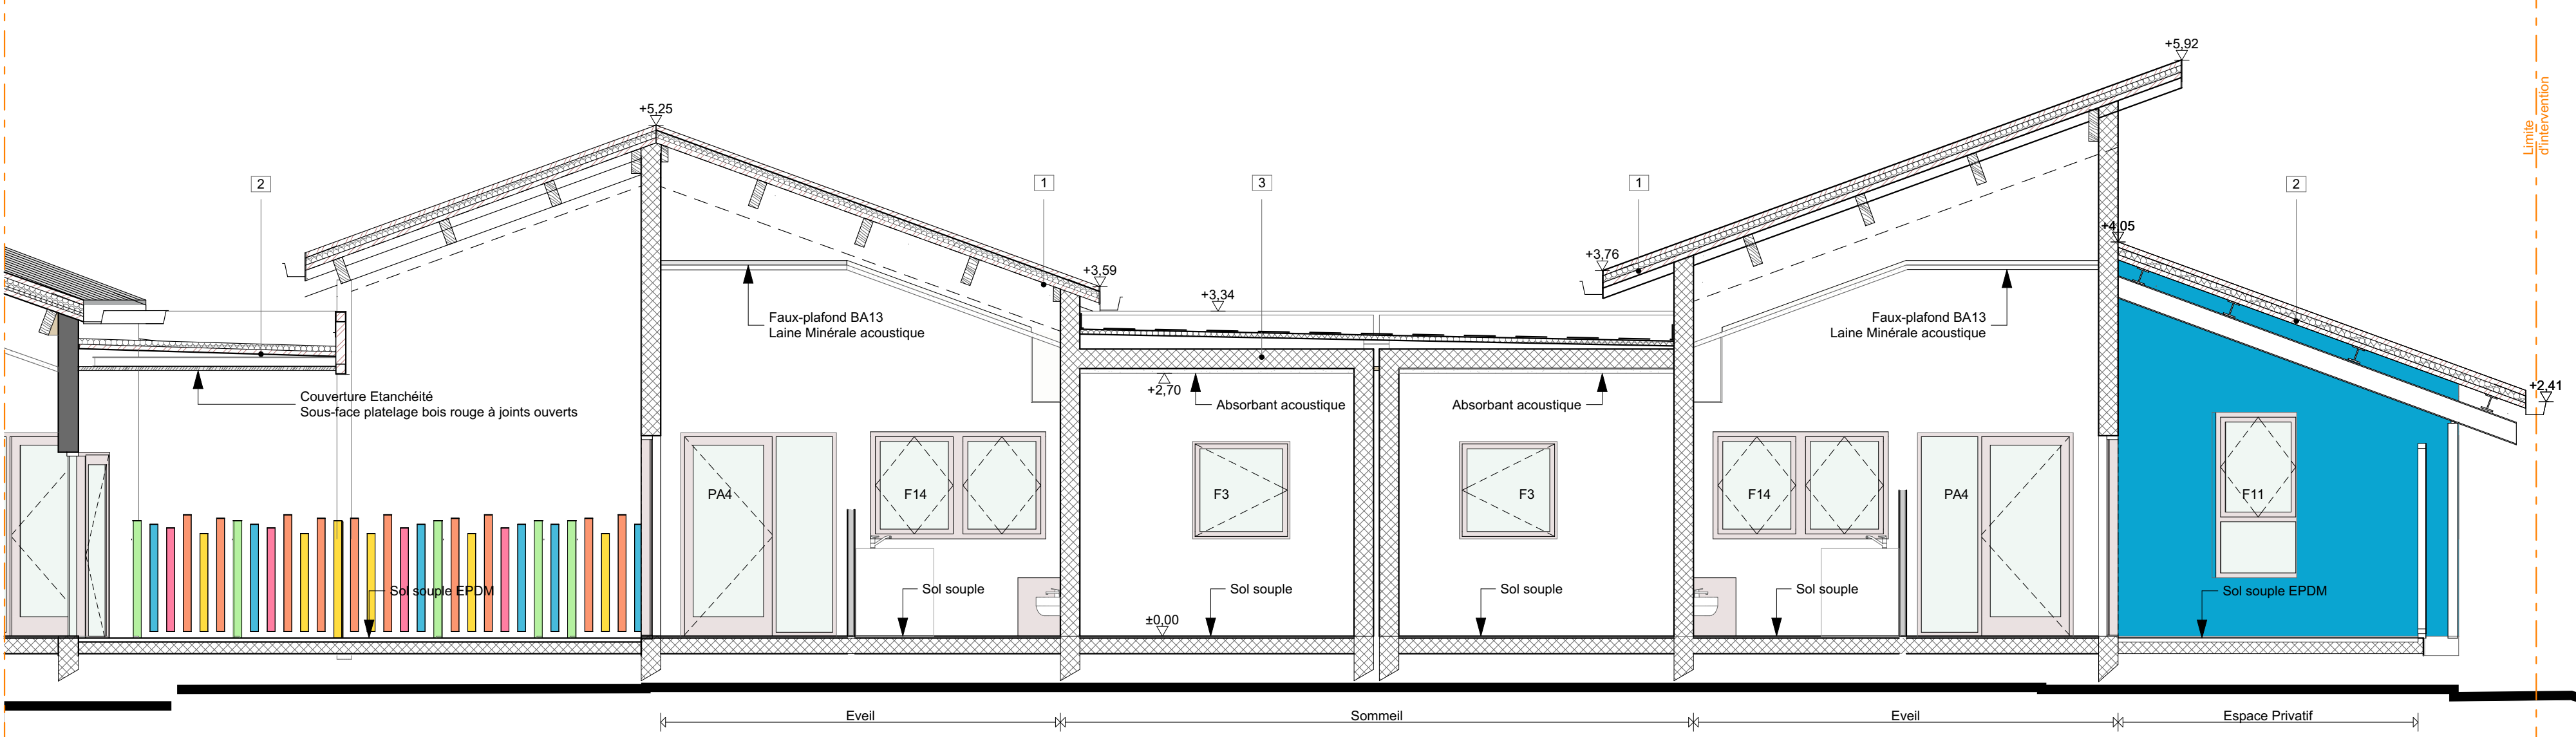 +5,92
Limite
d'intervention
+5,25
2
1
3
1
2
+4,05
+3,59
+3,76
+3,34
Faux-plafond BA13
Laine Minérale acoustique
Faux-plafond BA13
Laine Minérale acoustique
+2,70
+2,41
Couverture Etanchéité
Sous-face platelage bois rouge à joints ouverts
Absorbant acoustique
Absorbant acoustique
PA4
F14
F3
F3
F14
PA4
F11
Sol souple EPDM
Sol souple
Sol souple
Sol souple
Sol souple
Sol souple EPDM
±0,00
Eveil
Sommeil
Eveil
Espace Privatif